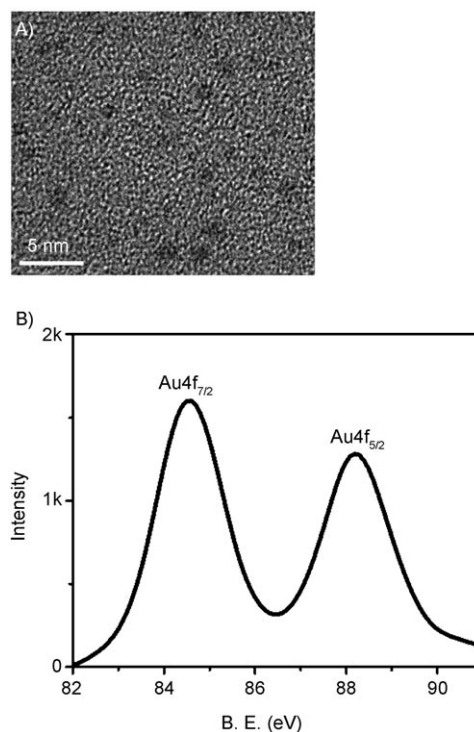 A)
5 nm
B)
2k
Au4f7/2
Au4f5/2
1k
Intensity
0
82 84 86 88 90
B. E. (eV)